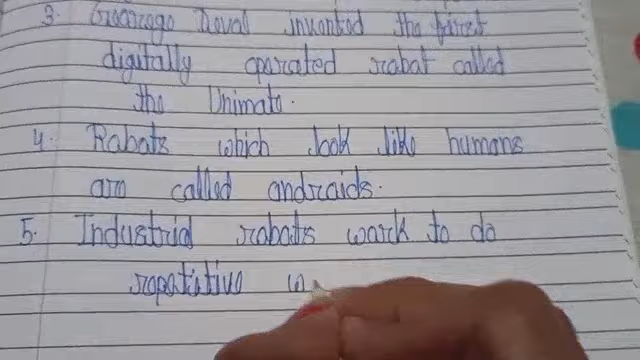 3. George Deval invented the first
digitally operated robot called
the Unimate.
4. Robots which look like humans
are called androids.
5. Industrial robots work to do
repetitive w